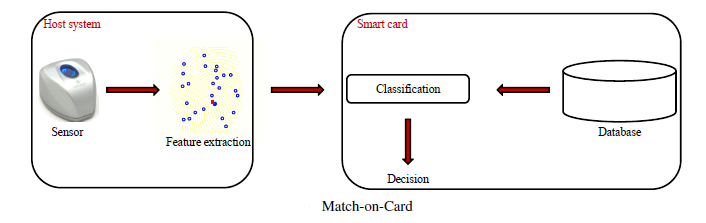 Host system
Smart card
Classification
Sensor
Feature extraction
Database
Decision
Match-on-Card